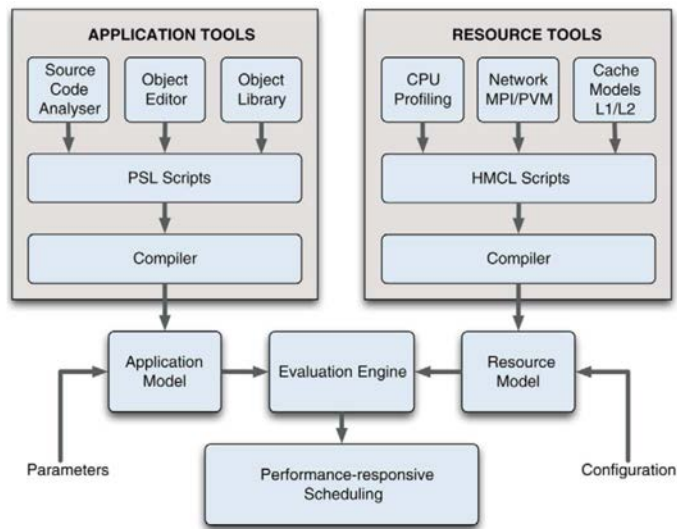 APPLICATION TOOLS
Source
Code
Analyser
Object
Editor
Object
Library
PSL Scripts
Compiler
RESOURCE TOOLS
CPU
Profiling
Network
MPI/PVM
Cache
Models
L1/L2
HMCL Scripts
Compiler
Application
Model
Evaluation Engine
Resource
Model
Parameters
Performance-responsive
Scheduling
Configuration